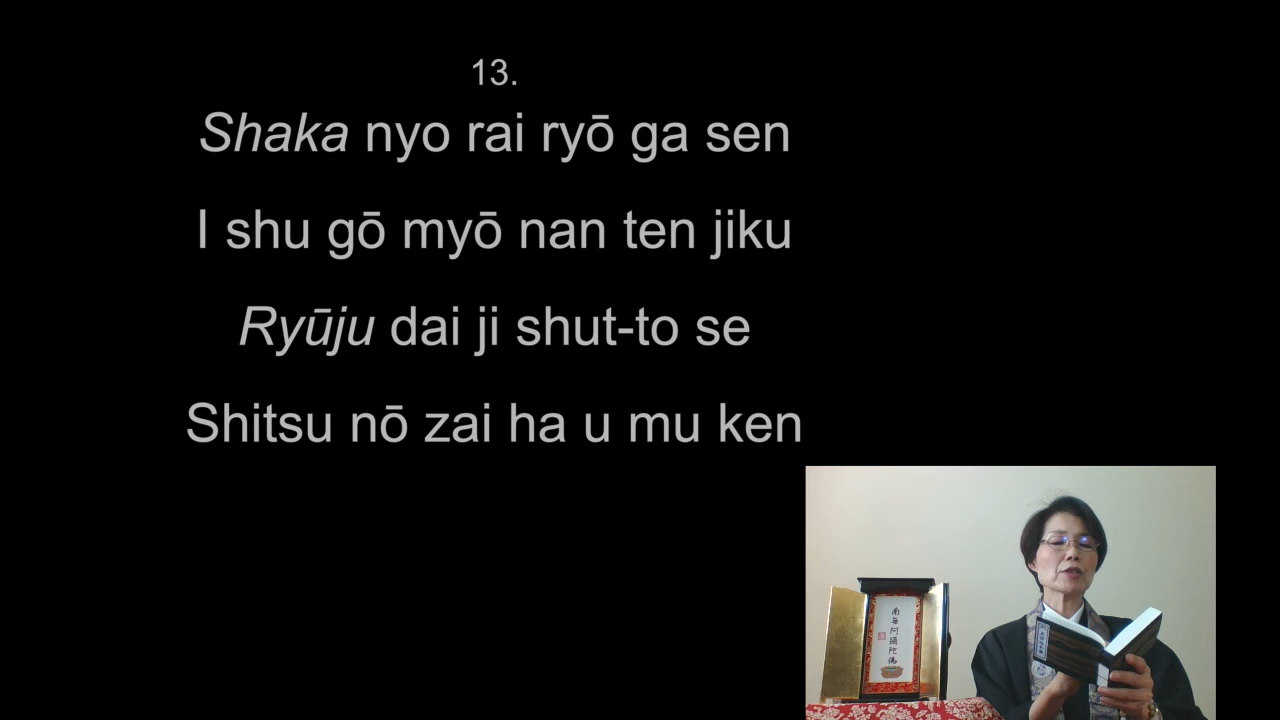 13.
Shaka nyo rai ryō ga sen
I shu gō myō nan ten jiku
Ryūju dai ji shut-to se
Shitsu nō zai ha u mu ken
南無阿彌陀佛